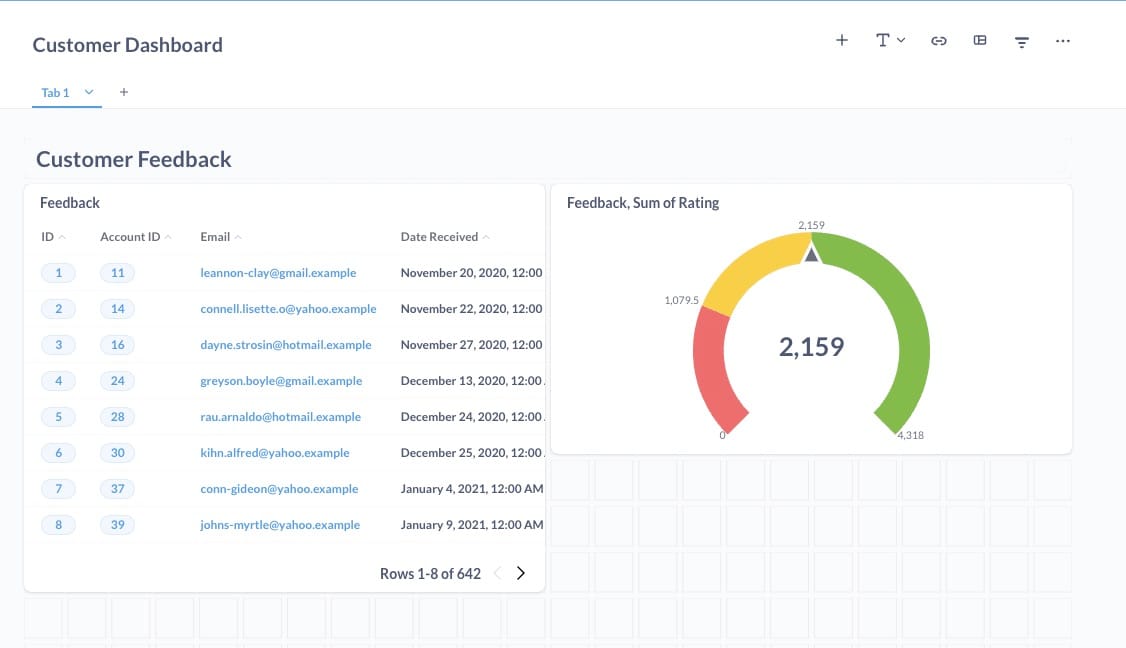 Customer Dashboard
Tab 1
Customer Feedback
Feedback
ID Account ID Email Date Received
1 11 leannon-clay@gmail.example November 20, 2020, 12:00
2 14 connell.lisette.o@yahoo.example November 22, 2020, 12:00
3 16 dayne.strosin@hotmail.example November 27, 2020, 12:00
4 24 greyson.boyle@gmail.example December 13, 2020, 12:00
5 28 rau.arnaldo@hotmail.example December 24, 2020, 12:00
6 30 kihn.alfred@yahoo.example December 25, 2020, 12:00
7 37 conn-gideon@yahoo.example January 4, 2021, 12:00 AM
8 39 johns-myrtle@yahoo.example January 9, 2021, 12:00 AM
Rows 1-8 of 642
Feedback, Sum of Rating
2,159
1,079.5
2,159
0
4,318